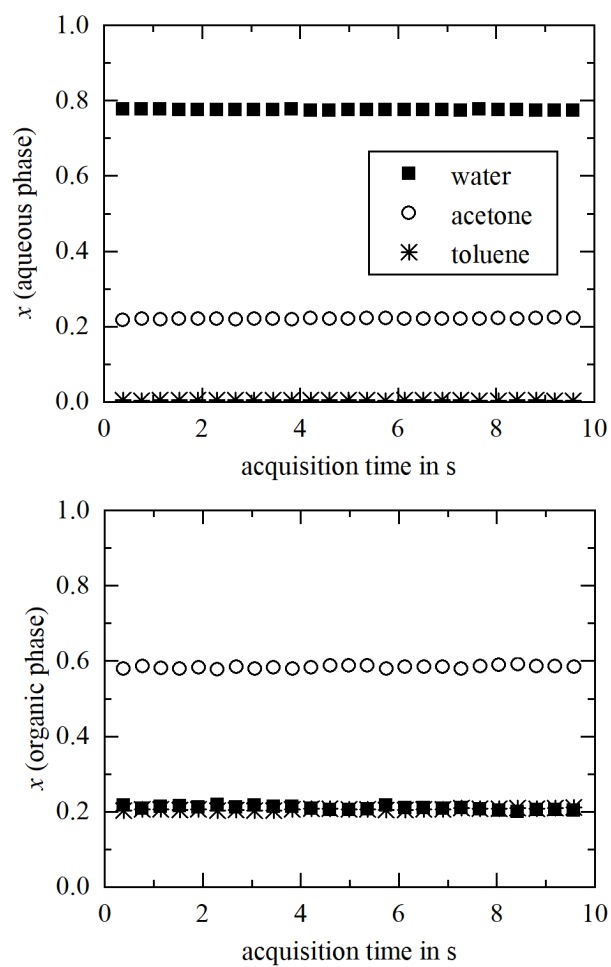 1.0
0.8
0.6
0.4
0.2
0.0
x (aqueous phase)
water
acetone
toluene
0 2 4 6 8 10
acquisition time in s
1.0
0.8
0.6
0.4
0.2
0.0
x (organic phase)
0 2 4 6 8 10
acquisition time in s